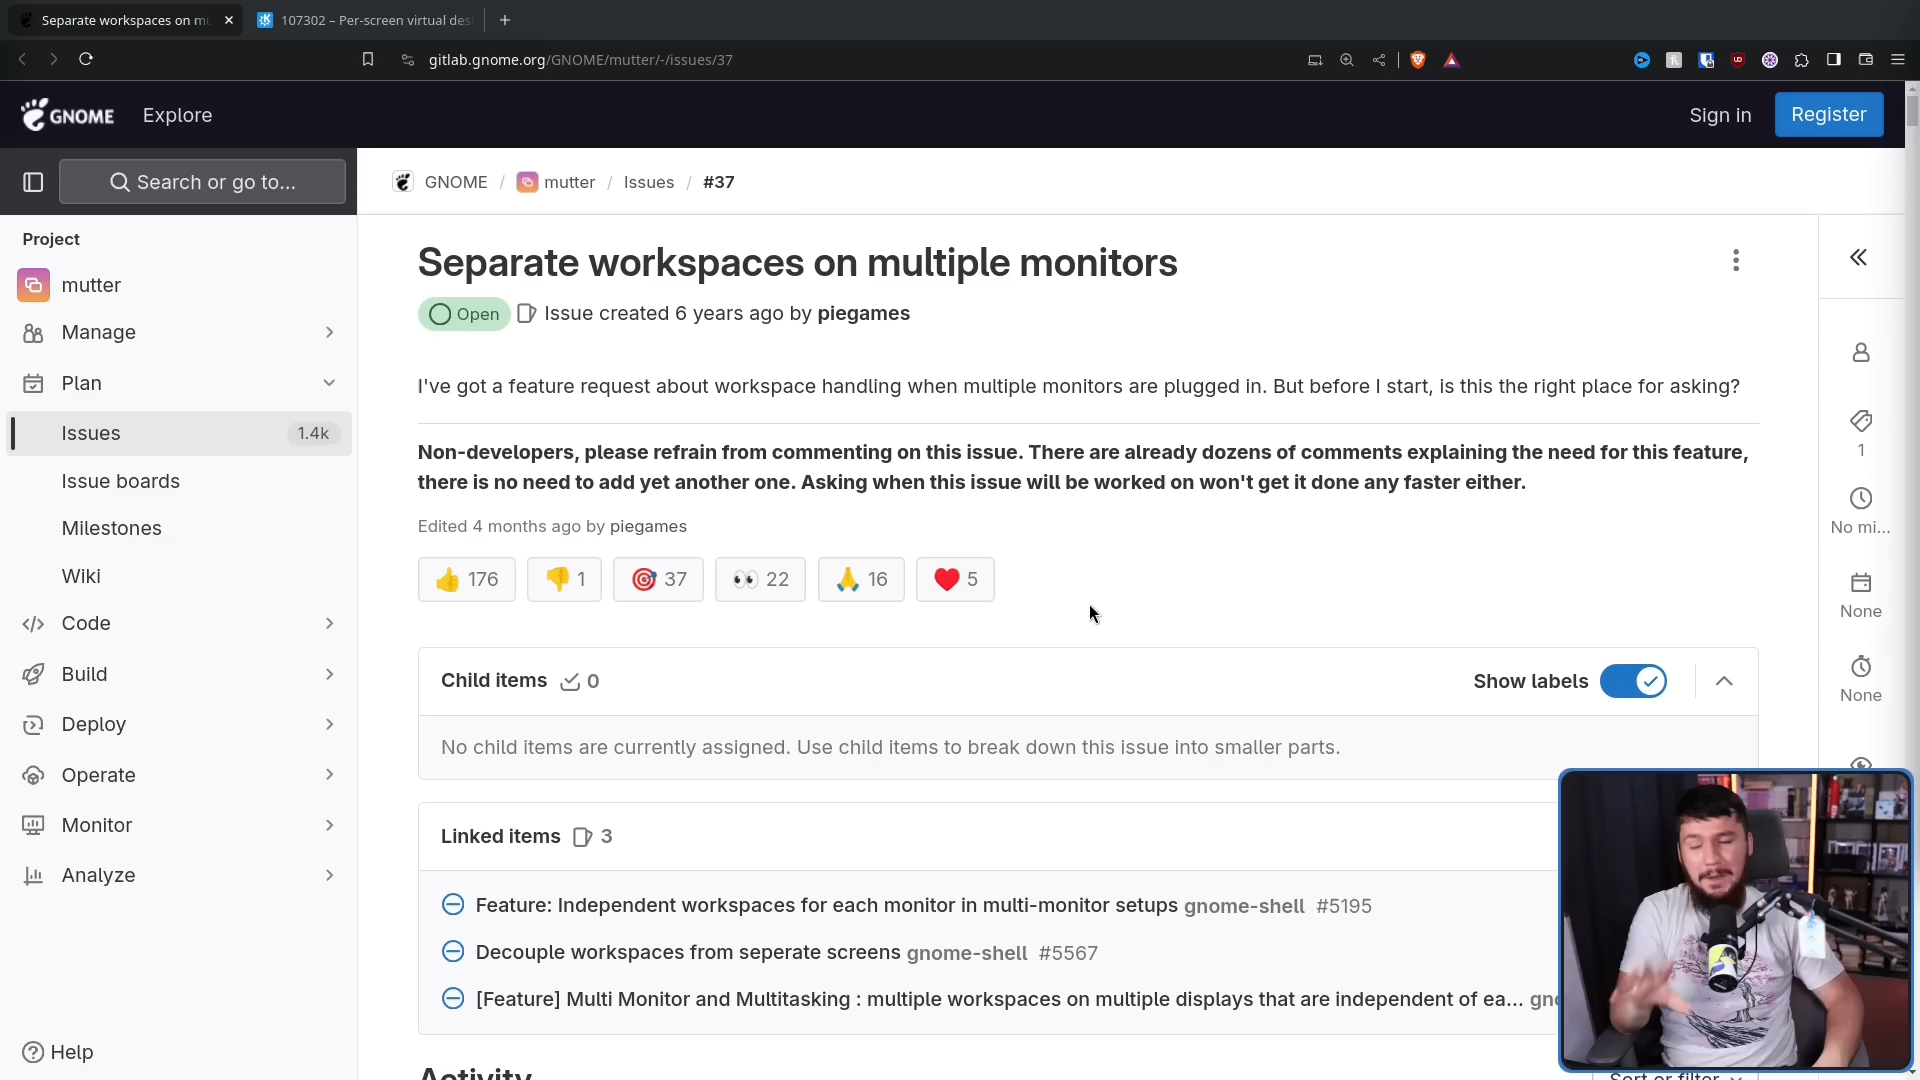 Separate workspaces on mu
107302 – Per-screen virtual des
gitlab.gnome.org/GNOME/mutter/-/issues/37
GNOME
Explore
Sign in
Register
Search or go to...
GNOME / mutter / Issues / #37
Project
mutter
Manage
Plan
Issues 1.4k
Issue boards
Milestones
Wiki
Code
Build
Deploy
Operate
Monitor
Analyze
Help
Separate workspaces on multiple monitors
Open Issue created 6 years ago by piegames
I've got a feature request about workspace handling when multiple monitors are plugged in. But before I start, is this the right place for asking?
Non-developers, please refrain from commenting on this issue. There are already dozens of comments explaining the need for this feature,
there is no need to add yet another one. Asking when this issue will be worked on won't get it done any faster either.
Edited 4 months ago by piegames
176 1 37 22 16 5
Child items 0
Show labels
No child items are currently assigned. Use child items to break down this issue into smaller parts.
Linked items 3
Feature: Independent workspaces for each monitor in multi-monitor setups gnome-shell #5195
Decouple workspaces from seperate screens gnome-shell #5567
[Feature] Multi Monitor and Multitasking : multiple workspaces on multiple displays that are independent of ea... gno
Activity
Sort or filter
1
No mi...
None
None